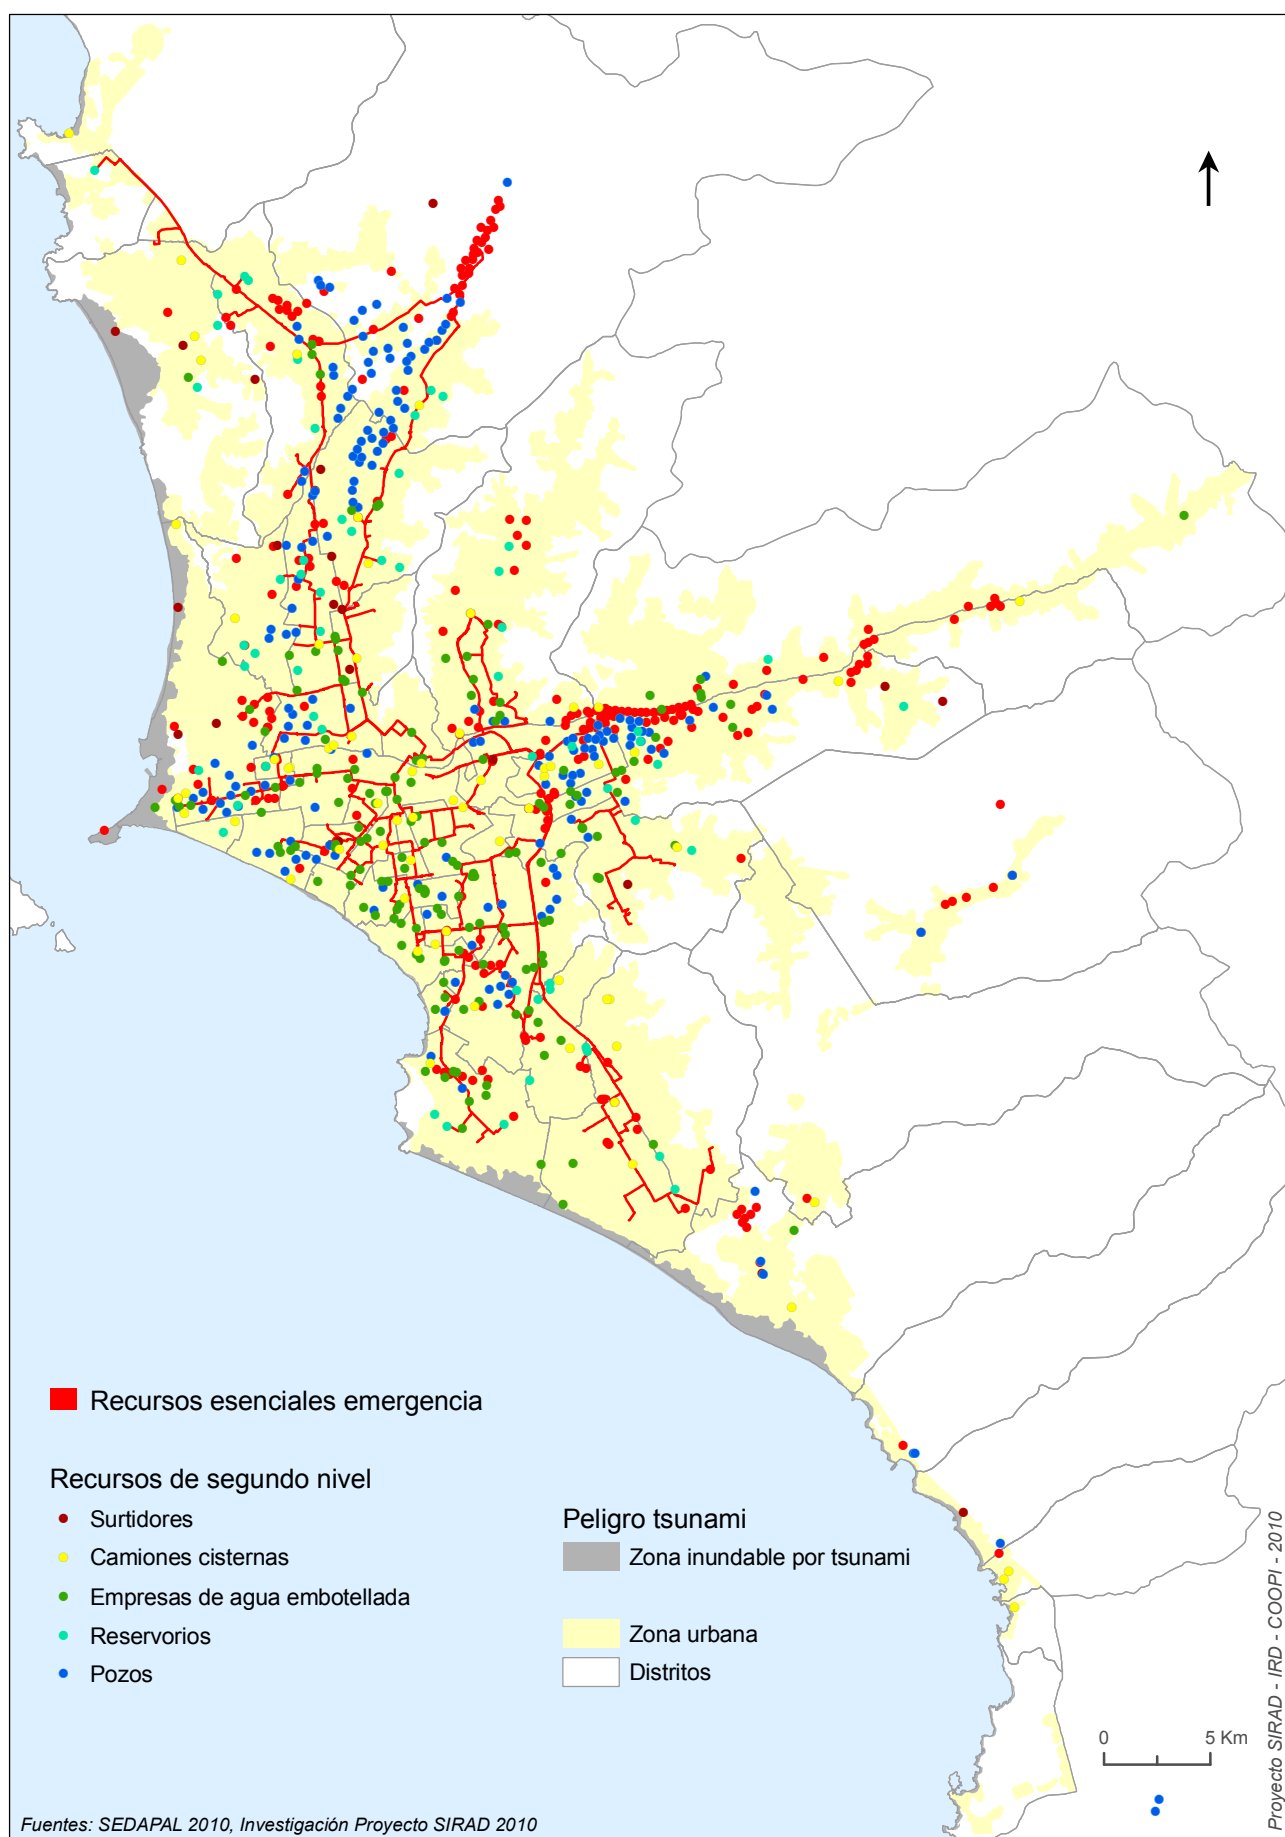 Recursos esenciales emergencia
Recursos de segundo nivel
Surtidores
Camiones cisternas
Empresas de agua embotellada
Reservorios
Pozos
Peligro tsunami
Zona inundable por tsunami
Zona urbana
Distritos
0 5 Km
Proyecto SIRAD - IRD - COOPI - 2010
Fuentes: SEDAPAL 2010, Investigación Proyecto SIRAD 2010